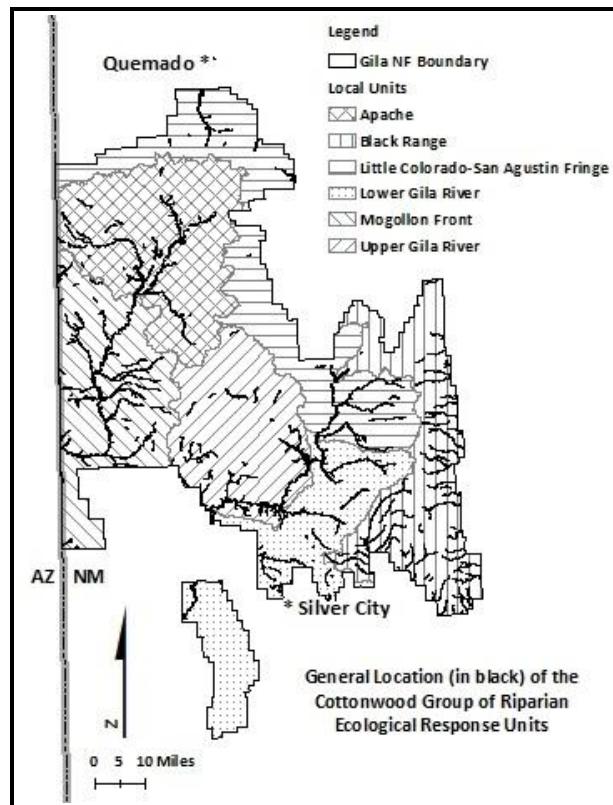 Quemado *
Legend
Gila NF Boundary
Local Units
Apache
Black Range
Little Colorado-San Agustin Fringe
Lower Gila River
Mogollon Front
Upper Gila River
AZ
NM
* Silver City
N
General Location (in black) of the
Cottonwood Group of Riparian
Ecological Response Units
0 5 10 Miles